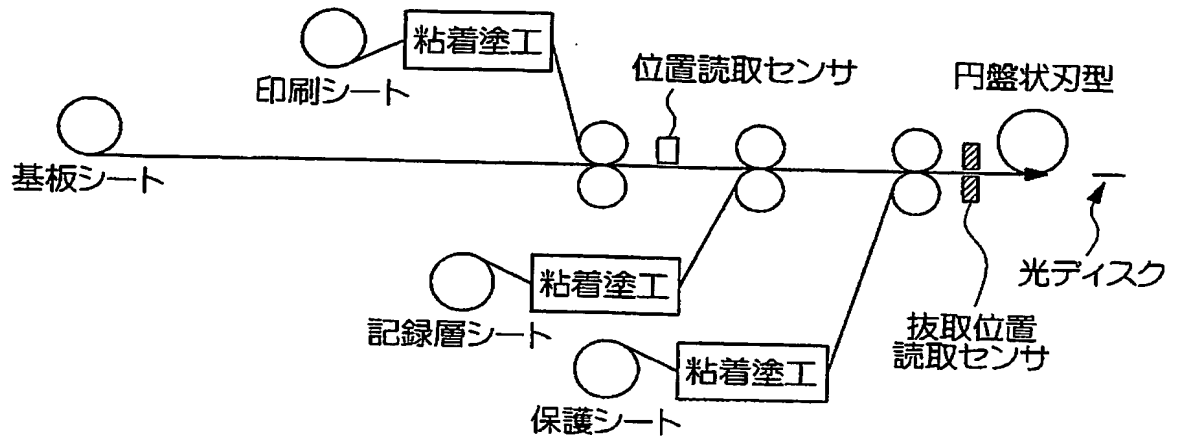 粘着塗工
印刷シート
位置読取センサ
円盤状刃型
基板シート
粘着塗工
記録層シート
光ディスク
抜取位置
読取センサ
粘着塗工
保護シート